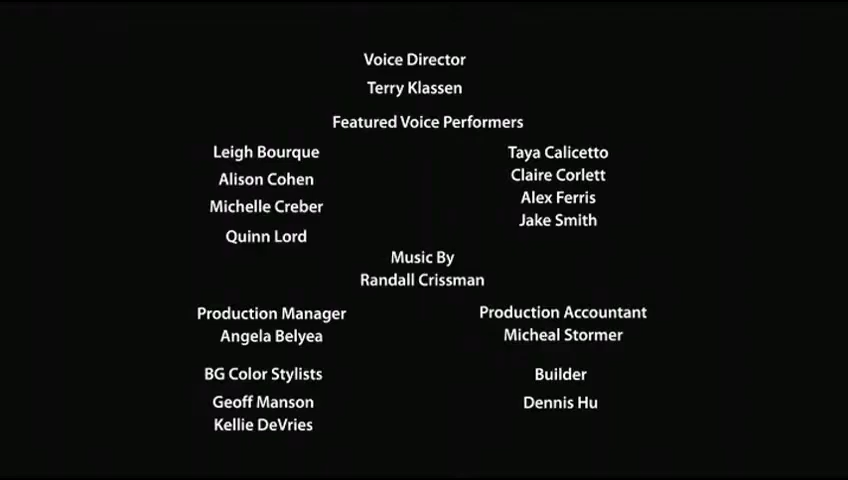 Voice Director
Terry Klassen
Featured Voice Performers
Leigh Bourque
Alison Cohen
Michelle Creber
Quinn Lord
Taya Calicetto
Claire Corlett
Alex Ferris
Jake Smith
Music By
Randall Crissman
Production Manager
Angela Belyea
Production Accountant
Micheal Stormer
BG Color Stylists
Geoff Manson
Kellie DeVries
Builder
Dennis Hu